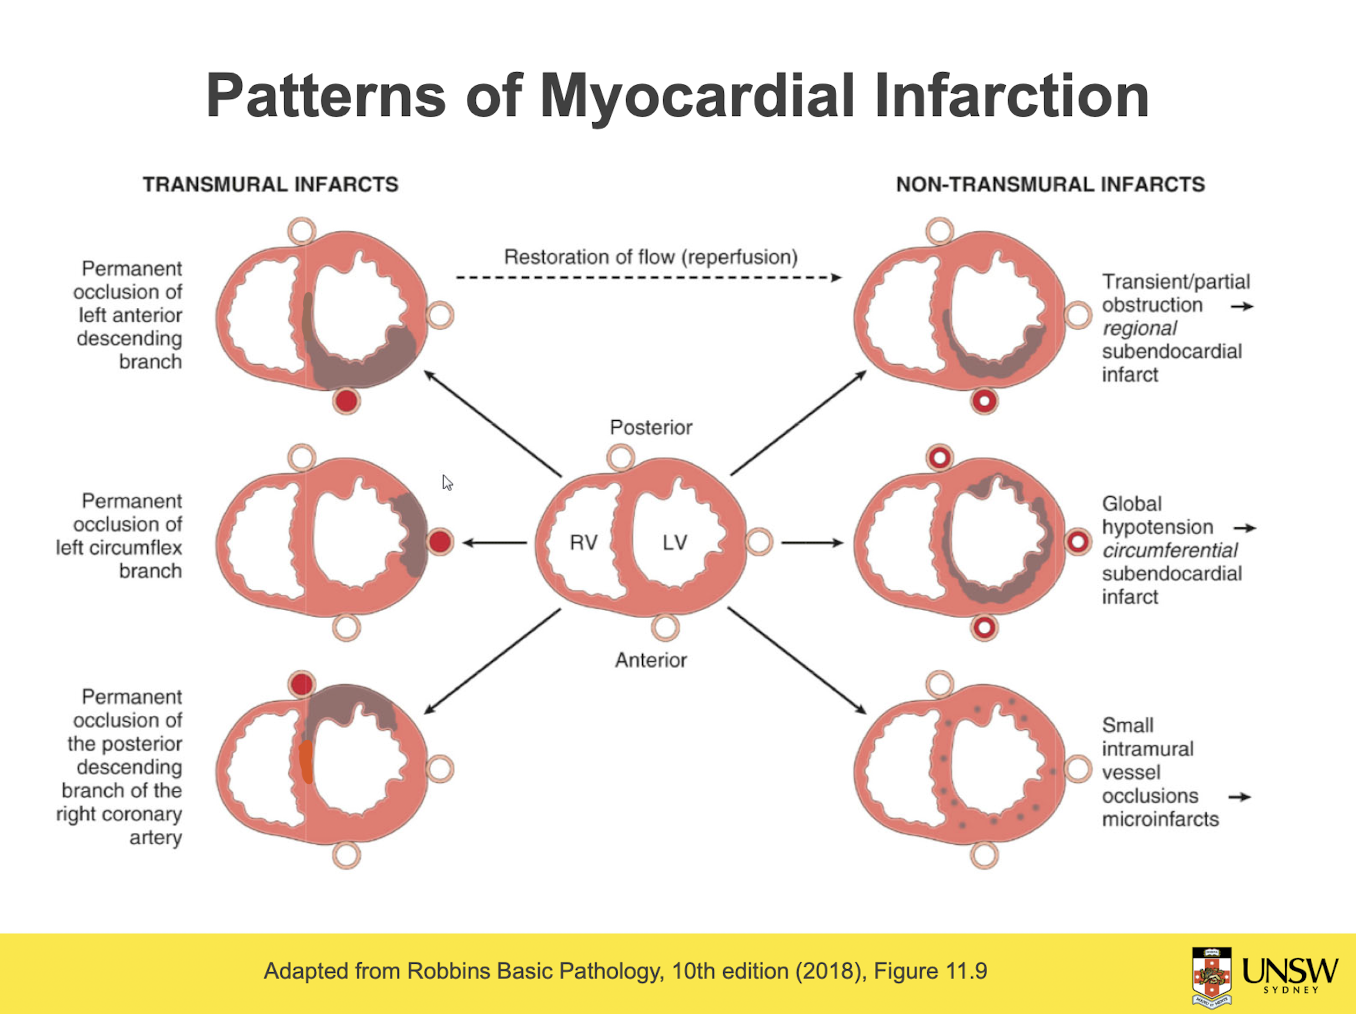 Patterns of Myocardial Infarction
TRANSMURAL INFARCTS
NON-TRANSMURAL INFARCTS
Permanent
occlusion of
left anterior
descending
branch
Restoration of flow (reperfusion)
Transient/partial
obstruction →
regional
subendocardial
infarct
Permanent
occlusion of
left circumflex
branch
Posterior
RV
LV
Anterior
Global
hypotension →
circumferential
subendocardial
infarct
Permanent
occlusion of
the posterior
descending
branch of the
right coronary
artery
Small
intramural
vessel
occlusions →
microinfarcts
Adapted from Robbins Basic Pathology, 10th edition (2018), Figure 11.9
UNSW
SYDNEY